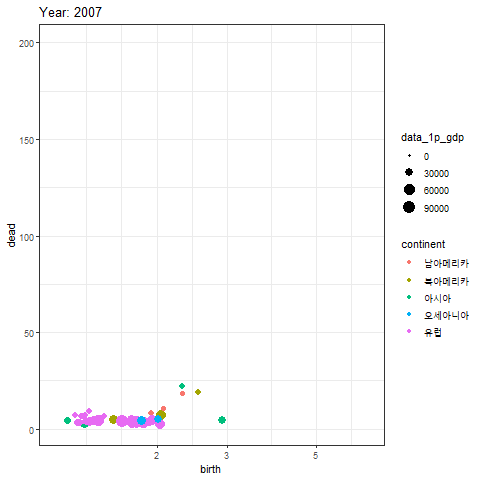 Year: 2007
200
150
100
50
0
dead
2
3
5
birth
data_1p_gdp
0
30000
60000
90000
continent
남아메리카
북아메리카
아시아
오세아니아
유럽